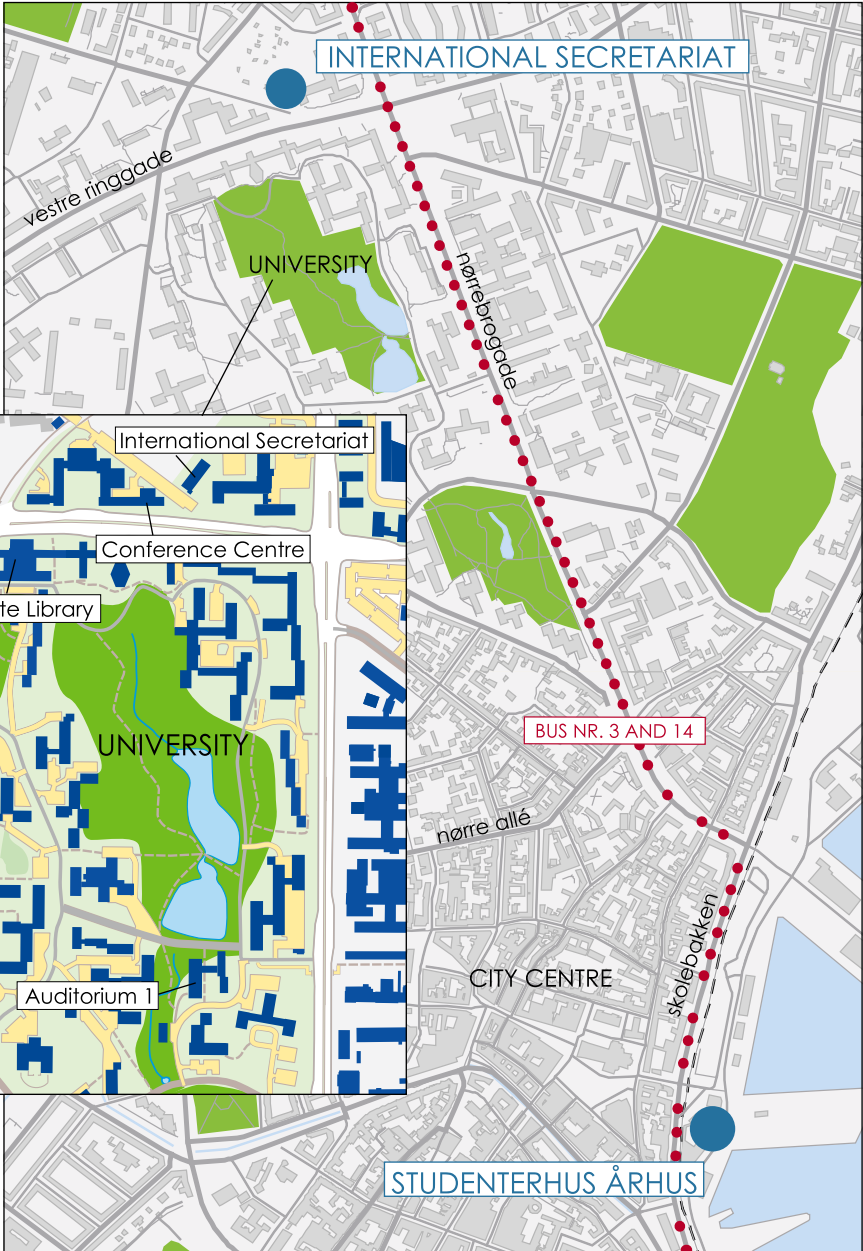 INTERNATIONAL SECRETARIAT
vestre ringgade
UNIVERSITY
nørrebrogade
International Secretariat
Conference Centre
te Library
BUS NR. 3 AND 14
UNIVERSITY
nørre allé
skolebakken
CITY CENTRE
Auditorium 1
STUDENTERHUS ÅRHUS